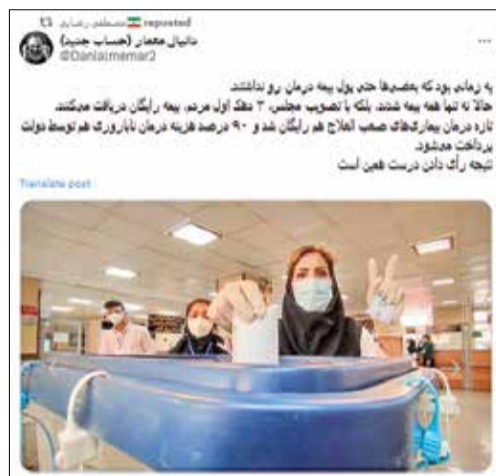 مصطفی رضایی reposted
دانیال معمار (حساب جدید)
@Danialmemar2
یه زمانی بود که بعضی‌ها حتی پول بیمه درمان رو نداشتند.
حالا نه تنها همه بیمه شدند، بلکه با تصویب مجلس، ۳ دهک اول مردم، بیمه رایگان دریافت میکنند.
تازه درمان بیماری‌های صعب العلاج هم رایگان شد و ۹۰ درصد هزینه درمان ناباروری هم توسط دولت
پرداخت می‌شود.
نتیجه رأی دادن درست همین است
Translate post